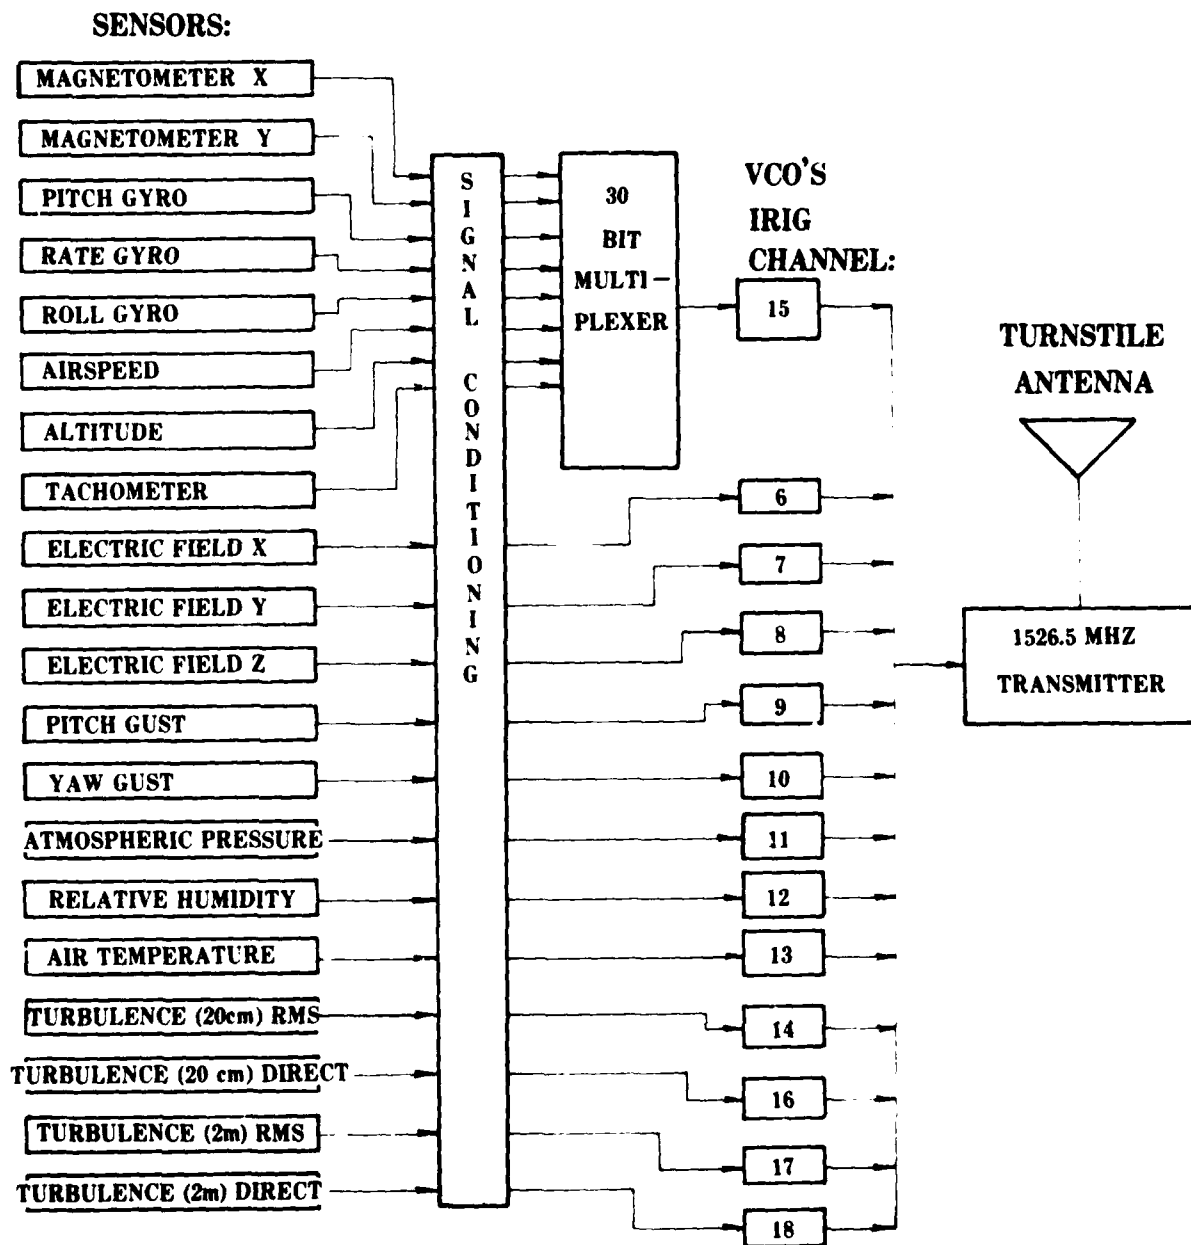 SENSORS:
MAGNETOMETER X
MAGNETOMETER Y
PITCH GYRO
RATE GYRO
ROLL GYRO
AIRSPEED
ALTITUDE
TACHOMETER
ELECTRIC FIELD X
ELECTRIC FIELD Y
ELECTRIC FIELD Z
PITCH GUST
YAW GUST
ATMOSPHERIC PRESSURE
RELATIVE HUMIDITY
AIR TEMPERATURE
TURBULENCE (20cm) RMS
TURBULENCE (20 cm) DIRECT
TURBULENCE (2m) RMS
TURBULENCE (2m) DIRECT
SIGNAL CONDITIONING
30
BIT
MULTI-
PLEXER
VCO'S
IRIG
CHANNEL:
15
6
7
8
9
10
11
12
13
14
16
17
18
TURNSTILE
ANTENNA
1526.5 MHZ
TRANSMITTER